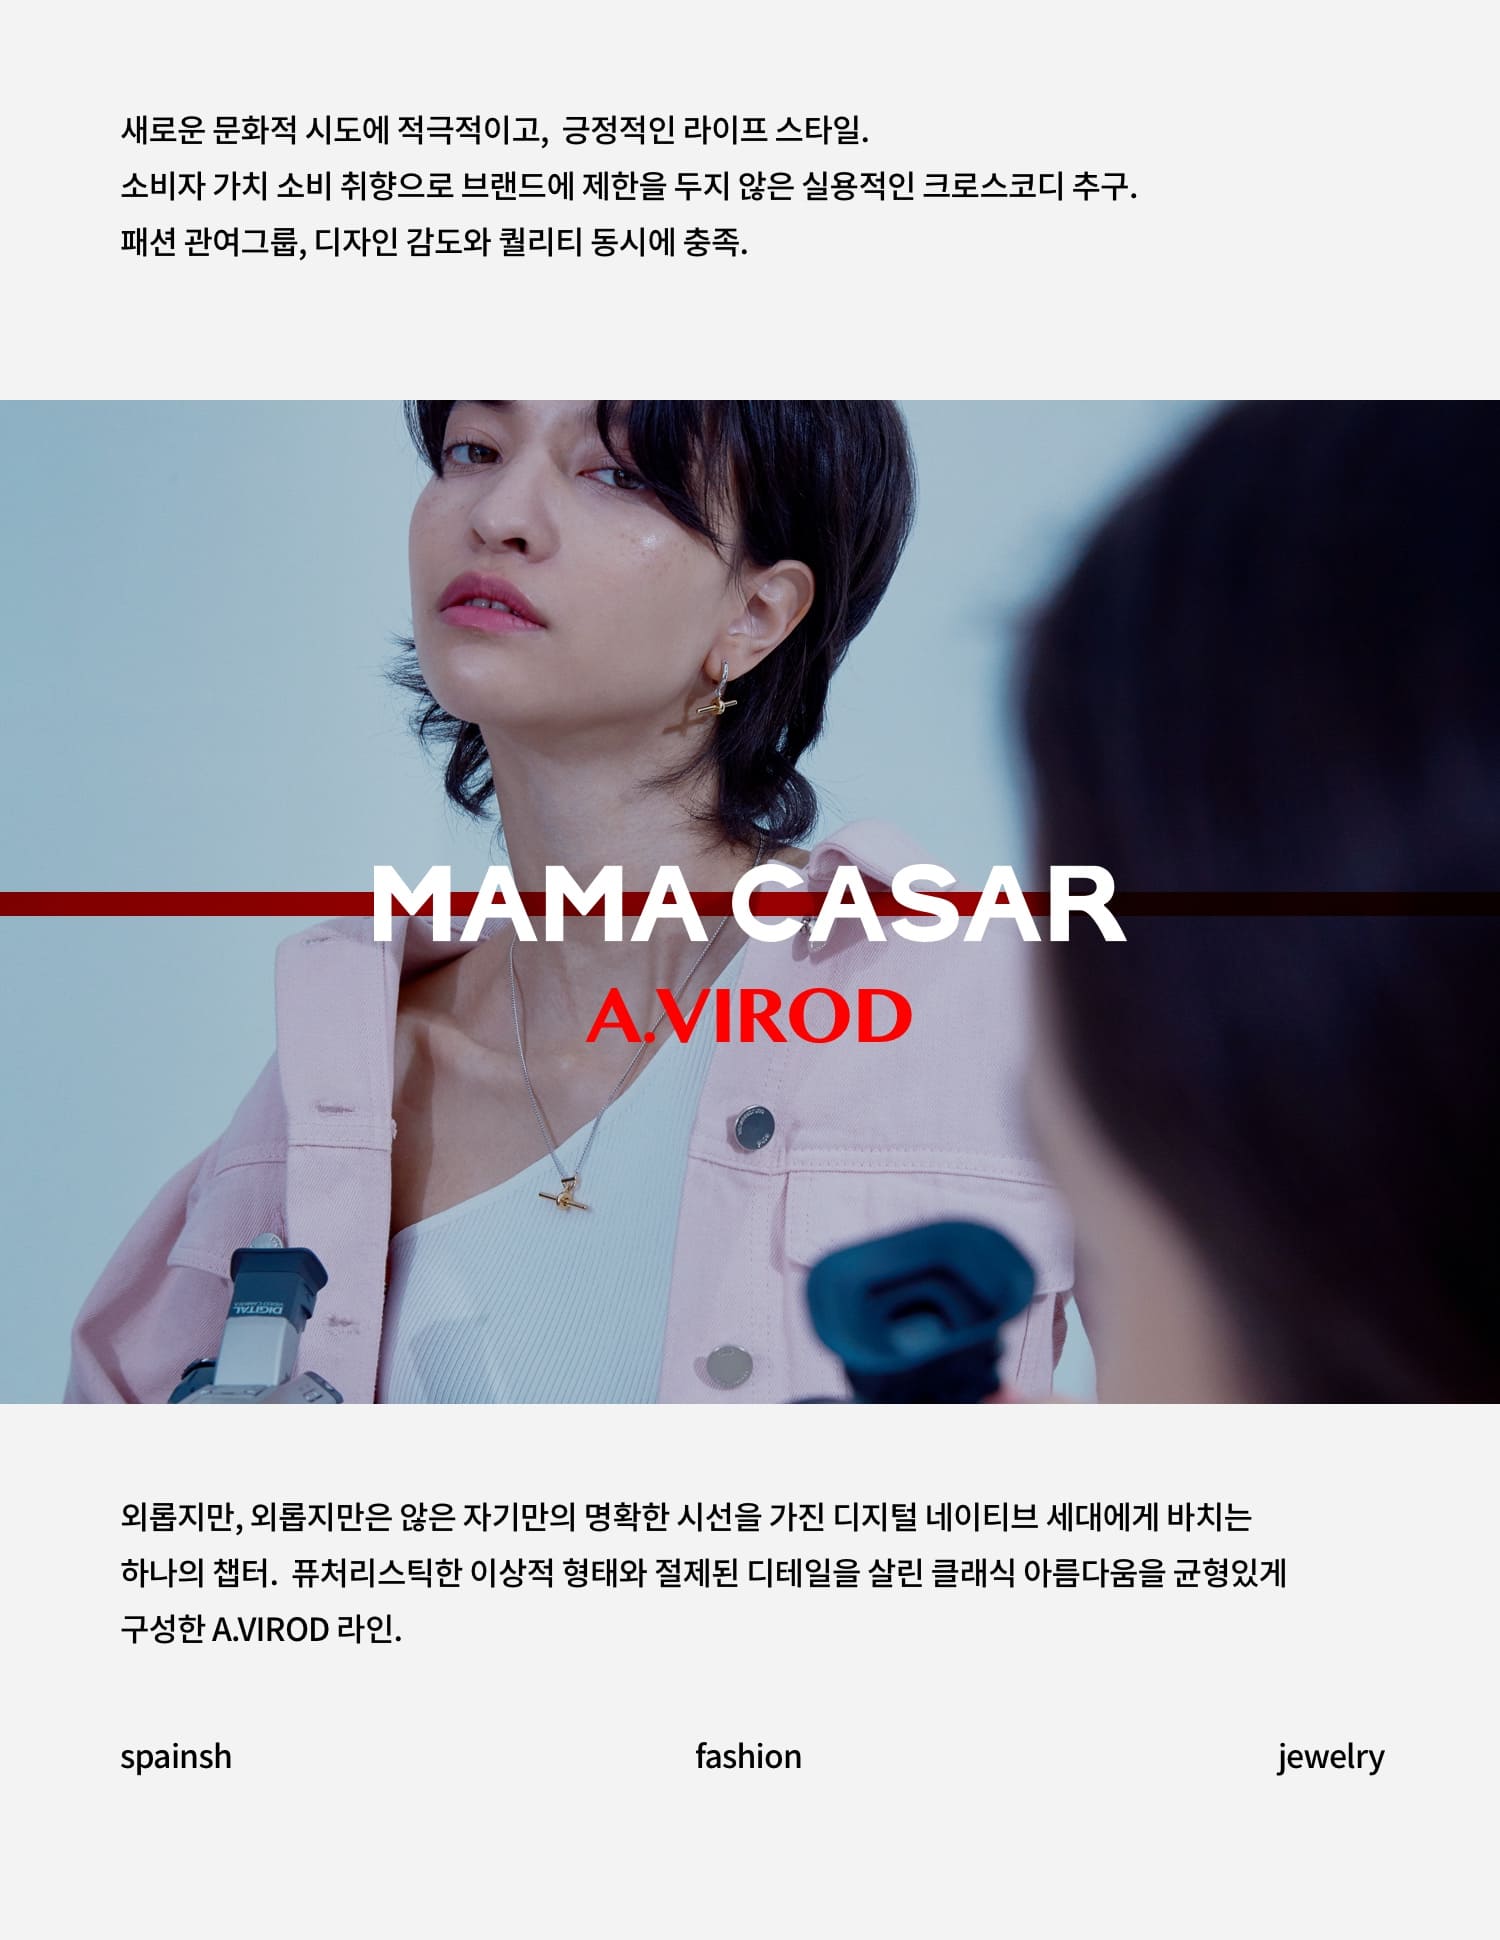 새로운 문화적 시도에 적극적이고, 긍정적인 라이프 스타일.
소비자 가치 소비 취향으로 브랜드에 제한을 두지 않은 실용적인 크로스코디 추구.
패션 관여그룹, 디자인 감도와 퀄리티 동시에 충족.
MAMA CASAR
A.VIROD
DIGITAL
VIDEO CAMERA
외롭지만, 외롭지만은 않은 자기만의 명확한 시선을 가진 디지털 네이티브 세대에게 바치는
하나의 챕터. 퓨처리스틱한 이상적 형태와 절제된 디테일을 살린 클래식 아름다움을 균형있게
구성한 A.VIROD 라인.
spainsh fashion jewelry